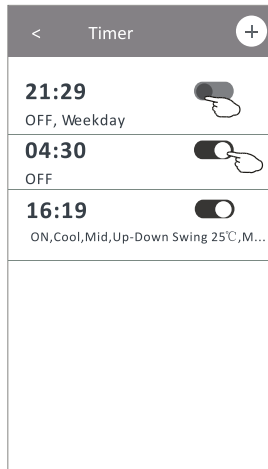 < Timer +
21:29
OFF, Weekday
04:30
OFF
16:19
ON,Cool,Mid,Up-Down Swing 25℃,M...